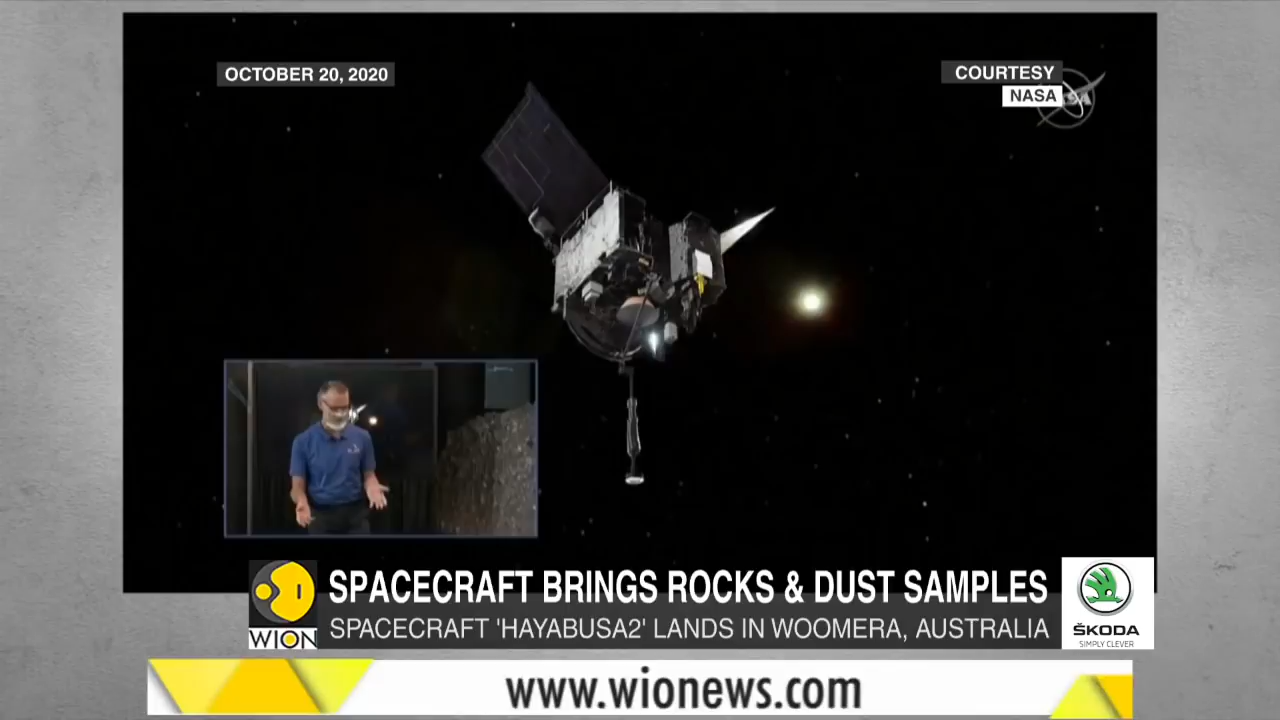 OCTOBER 20, 2020
COURTESY
NASA
SPACECRAFT BRINGS ROCKS & DUST SAMPLES
SPACECRAFT 'HAYABUSA2' LANDS IN WOOMERA, AUSTRALIA
WION
ŠKODA
SIMPLY CLEVER
www.wionews.com